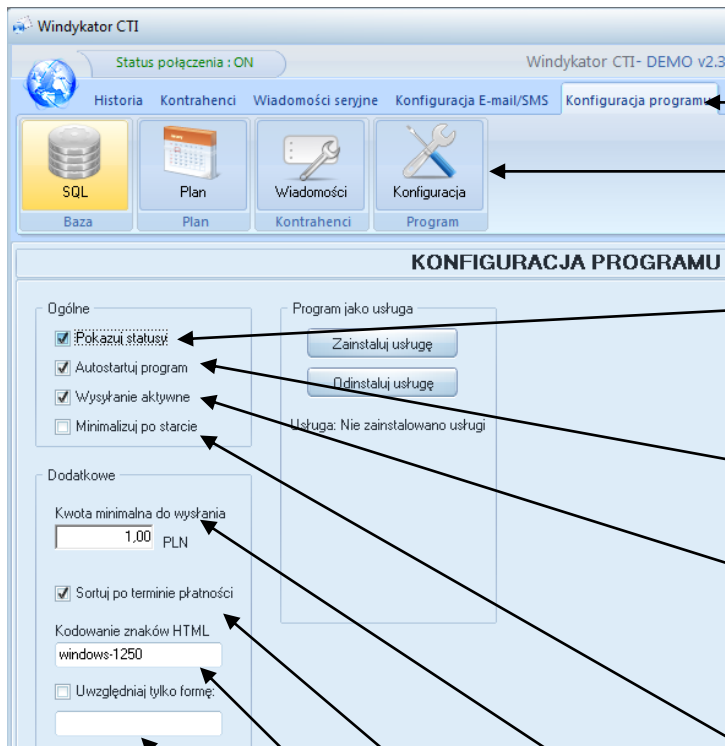 Windykator CTI
Status połączenia : ON
Windykator CTI- DEMO v2.3
Historia Kontrahenci Wiadomości seryjne Konfiguracja E-mail/SMS Konfiguracja programu
SQL Plan Wiadomości Konfiguracja
Baza Plan Kontrahenci Program
KONFIGURACJA PROGRAMU
Ogólne
Pokazuj statusy
Autostartuj program
Wysyłanie aktywne
Minimalizuj po starcie
Program jako usługa
Zainstaluj usługę
Odinstaluj usługę
Usługa: Nie zainstalowano usługi
Dodatkowe
Kwota minimalna do wysłania
1,00 PLN
Sortuj po terminie płatności
Kodowanie znaków HTML
windows-1250
Uwzględniaj tylko formę: